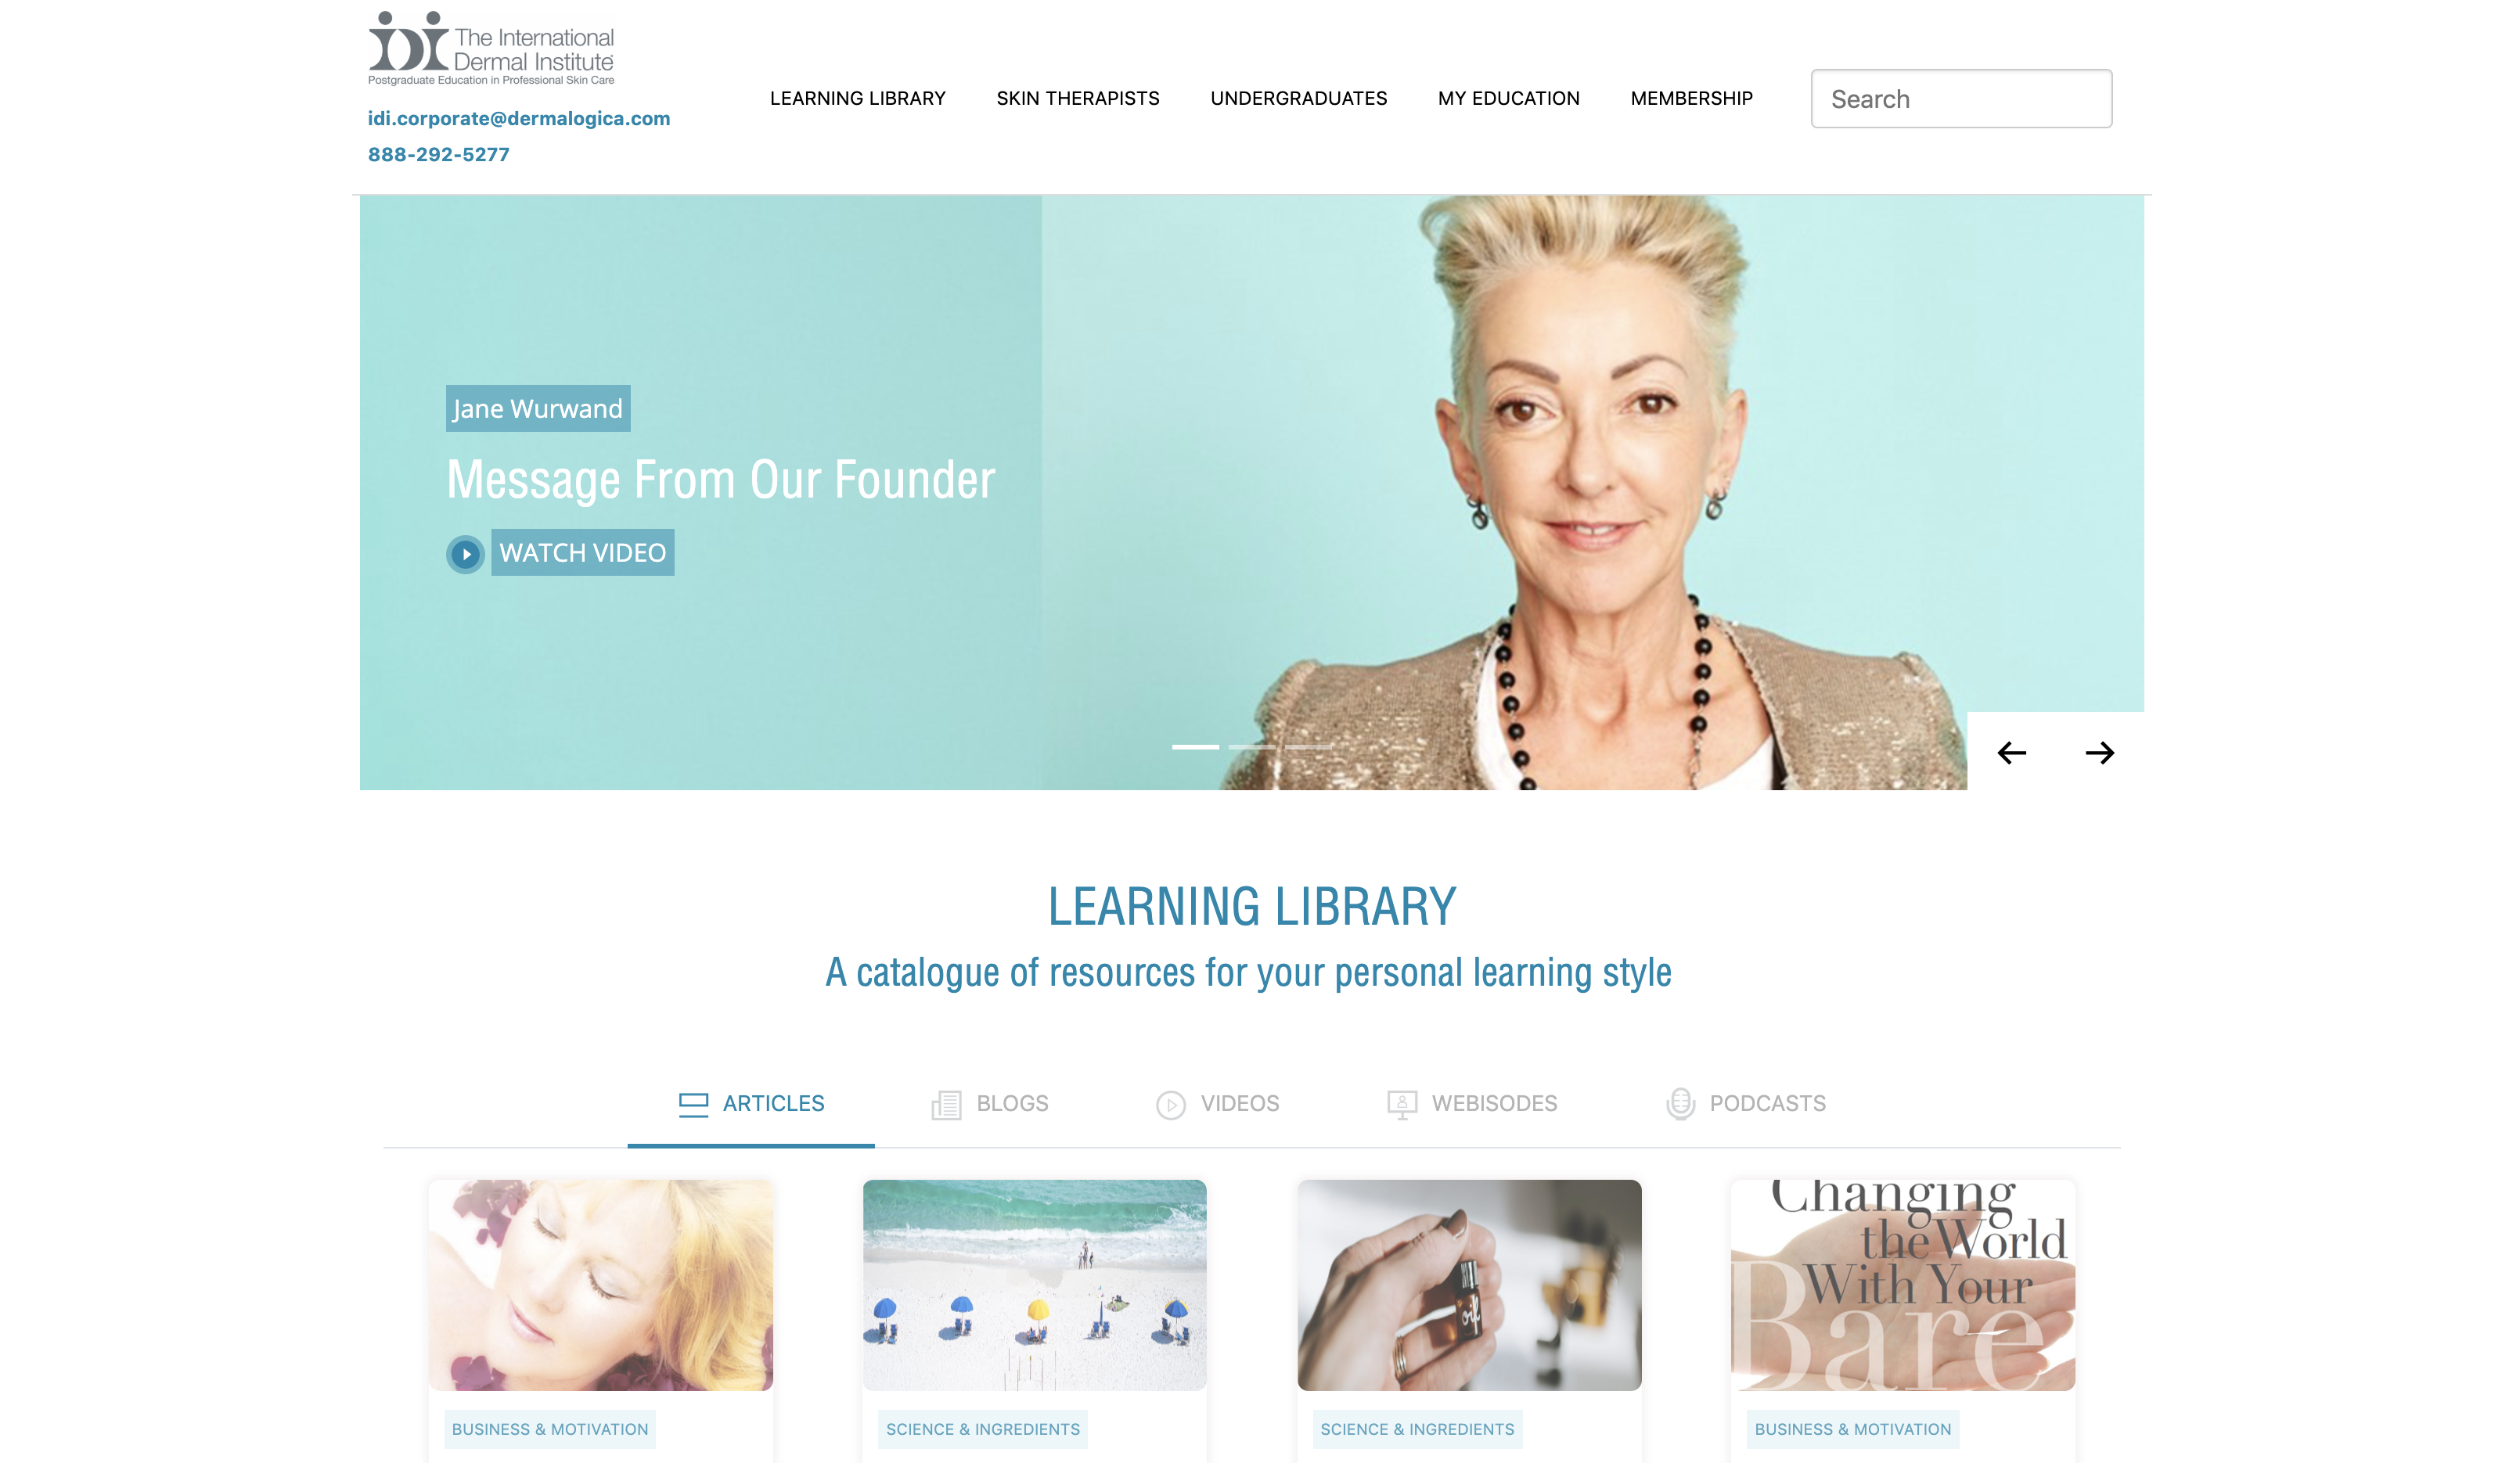 The International
Dermal Institute
Postgraduate Education in Professional Skin Care
idi.corporate@dermalogica.com
888-292-5277
LEARNING LIBRARY
SKIN THERAPISTS
UNDERGRADUATES
MY EDUCATION
MEMBERSHIP
Search
Jane Wurwand
Message From Our Founder
WATCH VIDEO
LEARNING LIBRARY
A catalogue of resources for your personal learning style
ARTICLES
BLOGS
VIDEOS
WEBISODES
PODCASTS
oil
Changing
the World
With Your
Bare
BUSINESS & MOTIVATION
SCIENCE & INGREDIENTS
SCIENCE & INGREDIENTS
BUSINESS & MOTIVATION